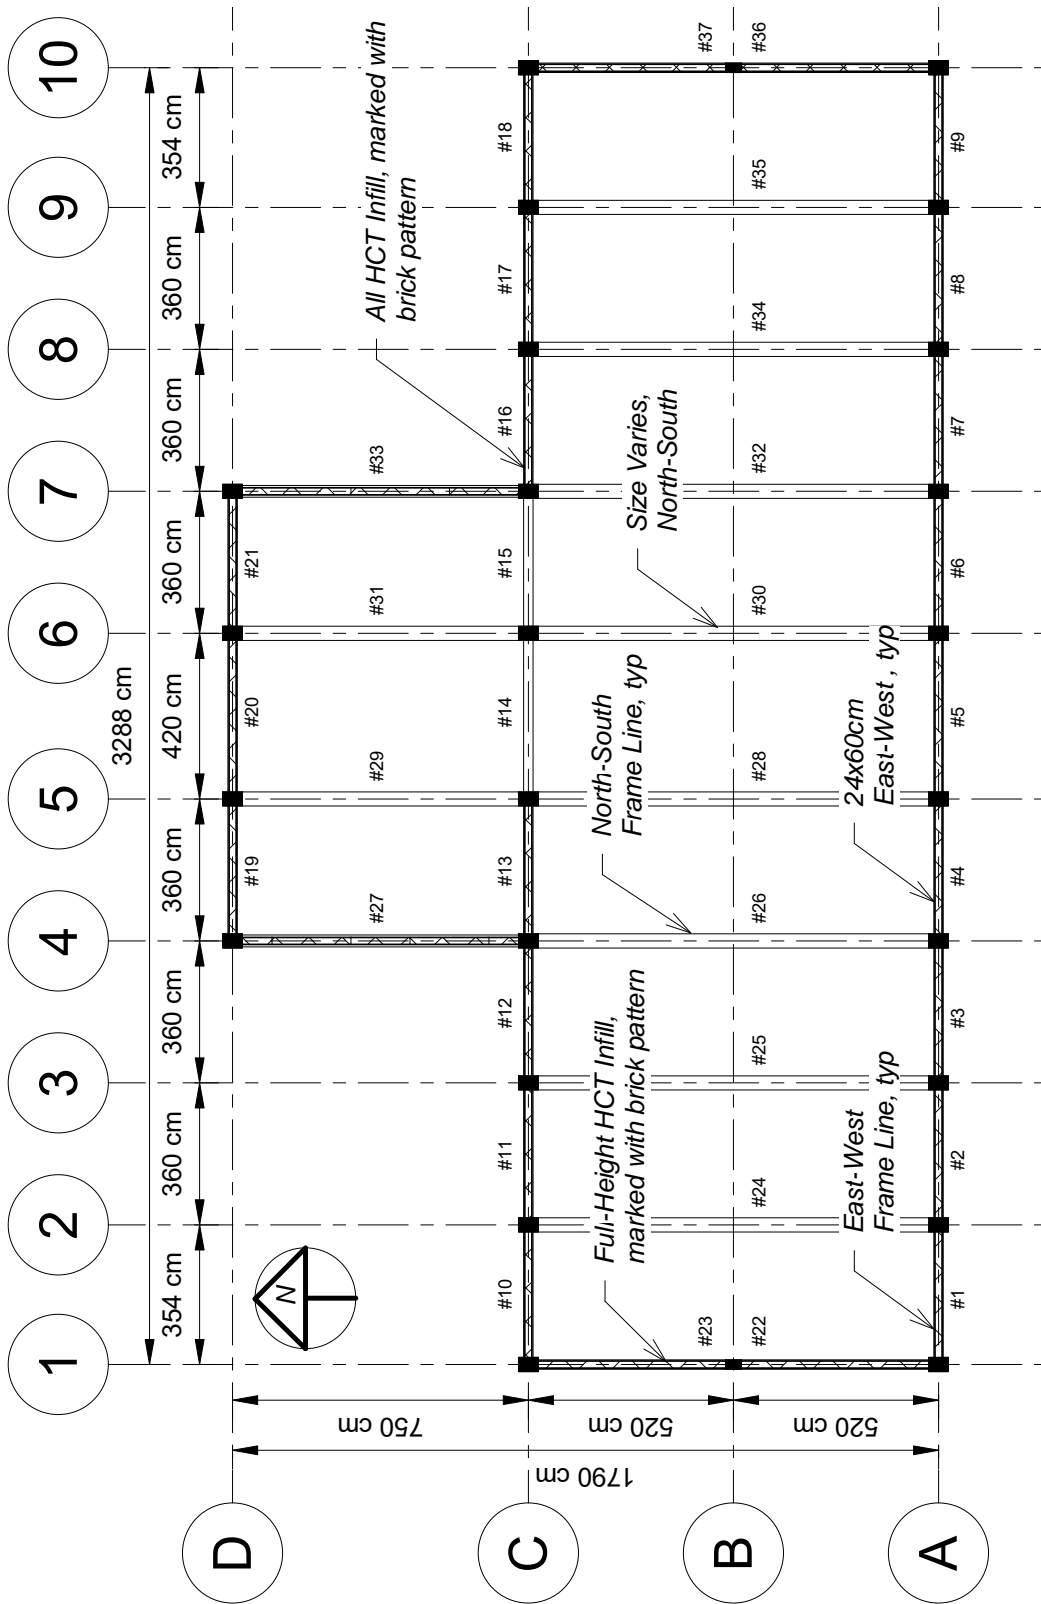 1
2
3
4
5
6
7
8
9
10
3288 cm
354 cm
360 cm
360 cm
360 cm
420 cm
360 cm
360 cm
360 cm
354 cm
D
C
B
A
1790 cm
750 cm
520 cm
520 cm
N
All HCT Infill, marked with
brick pattern
#19
#20
#21
#27
#29
#31
#33
#10
#11
#12
#13
#14
#15
#16
#17
#18
Full-Height HCT Infill,
marked with brick pattern
North-South
Frame Line, typ
Size Varies,
North-South
#23
#37
#22
#24
#25
#26
#28
#30
#32
#34
#35
#36
East-West
Frame Line, typ
24x60cm
East-West , typ
#1
#2
#3
#4
#5
#6
#7
#8
#9